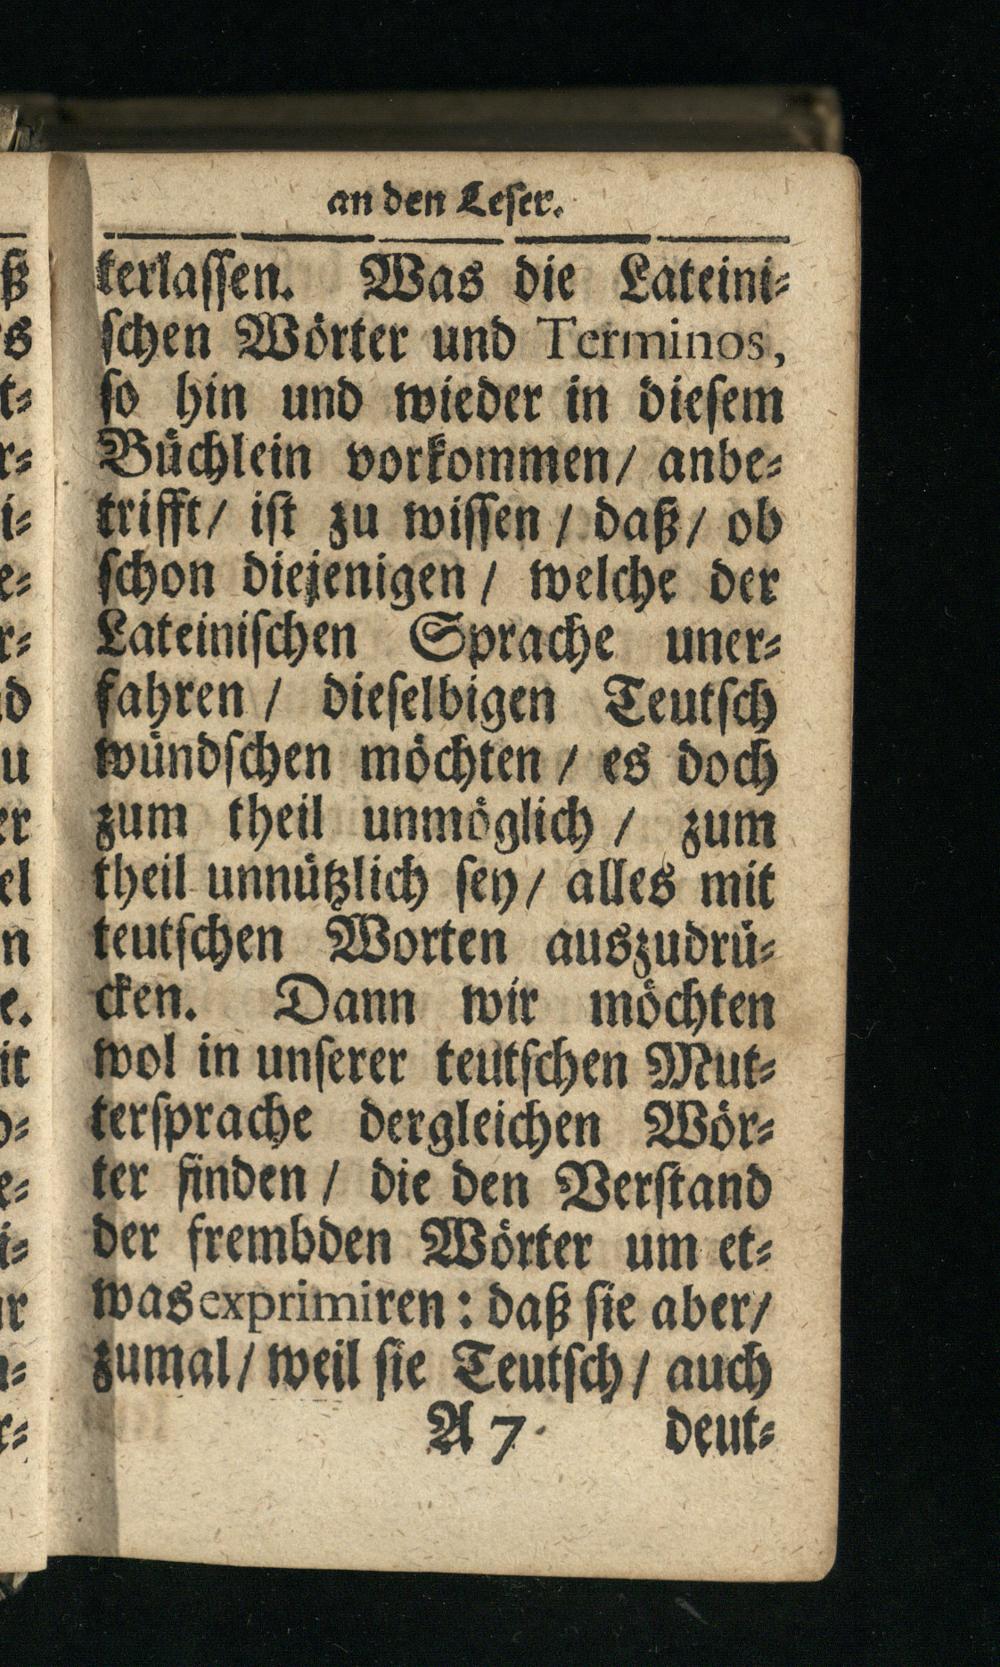 an den Leser.
terlassen. Was die Lateini⸗
schen Wörter und Terminos,
so hin und wieder in diesem
Büchlein vorkommen/ anbe⸗
trifft/ ist zu wissen / daß/ ob
schon diejenigen / welche der
Lateinischen Sprache uner⸗
fahren / dieselbigen Teutsch
wündschen möchten / es doch
zum theil unmöglich / zum
theil unnützlich sey/ alles mit
teutschen Worten auszudrü⸗
cken. Dann wir möchten
wol in unserer teutschen Mut⸗
tersprache dergleichen Wör⸗
ter finden / die den Verstand
der frembden Wörter um et⸗
was exprimiren : daß sie aber/
zumal/ weil sie Teutsch / auch
A 7 deut⸗